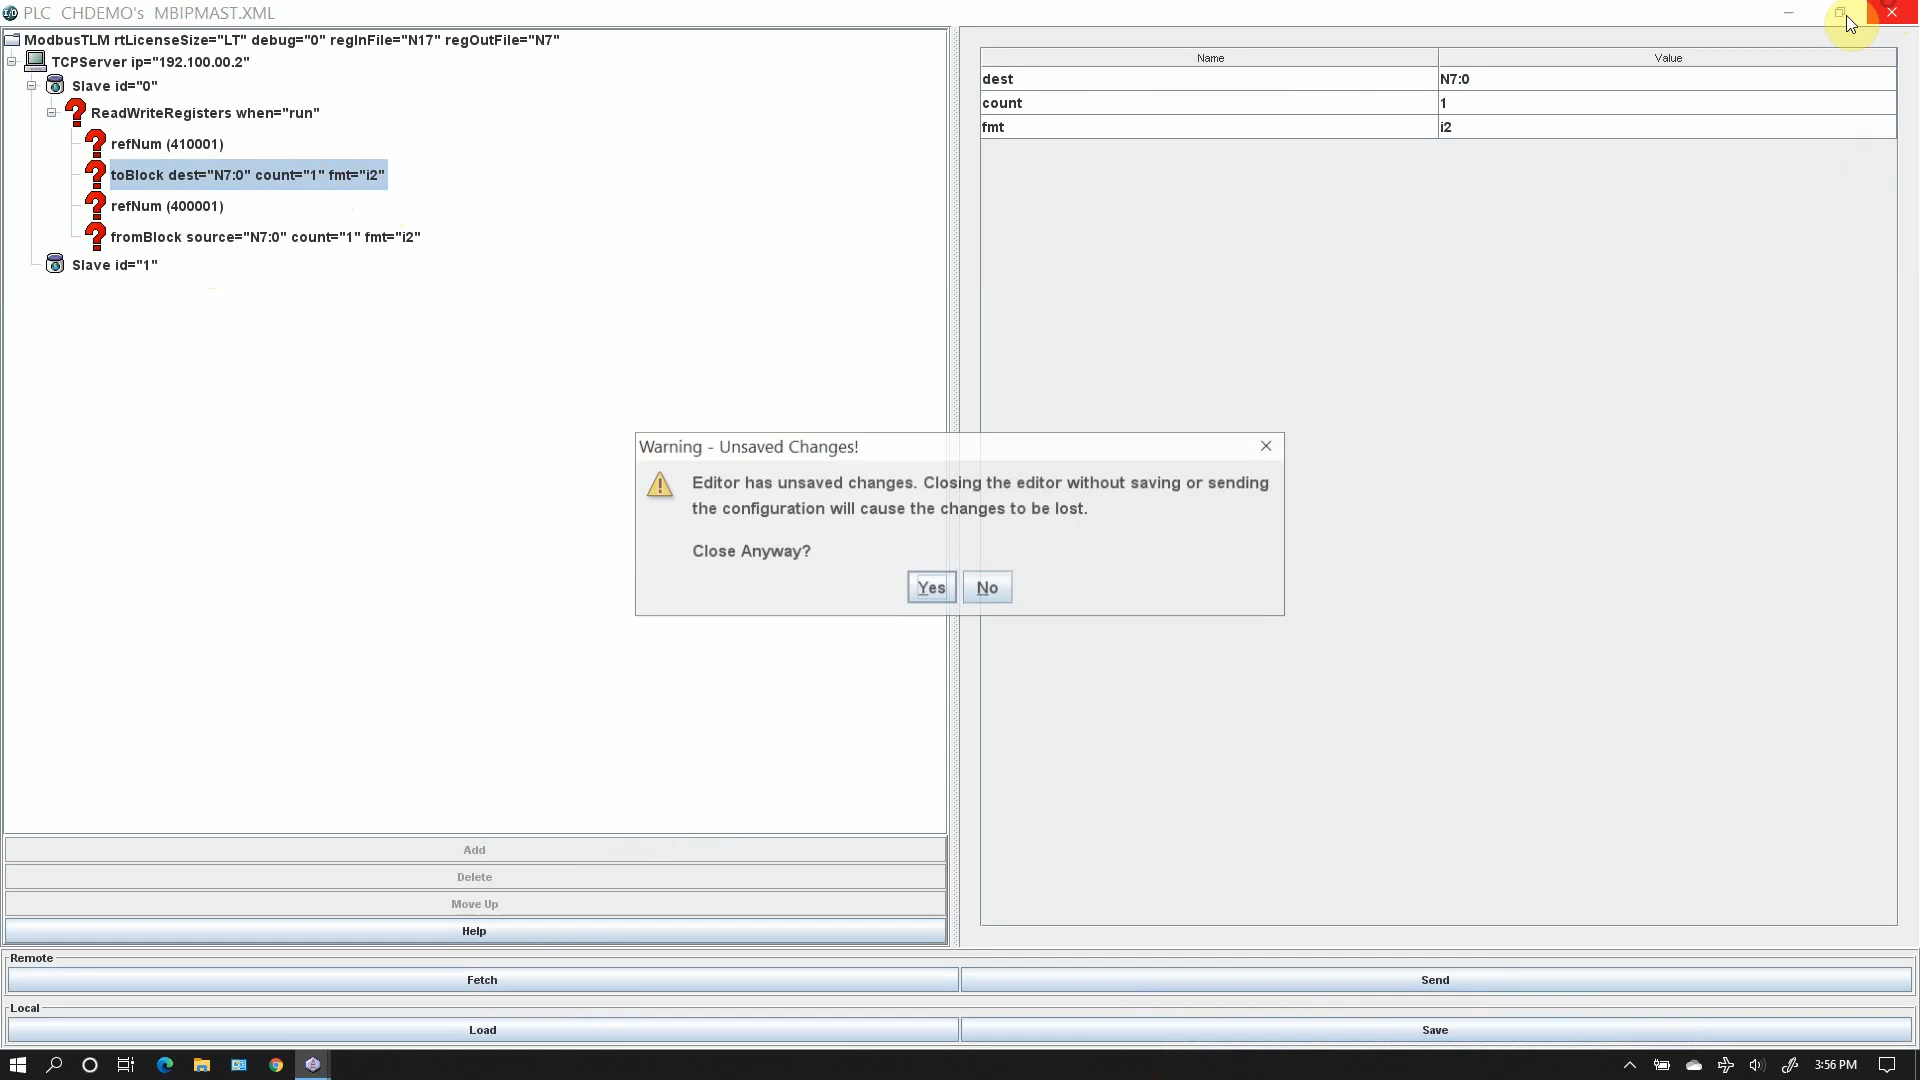 PLC CHDEMO's MBIPMAST.XML
ModbusTLM rtLicenseSize="LT" debug="0" regInFile="N17" regOutFile="N7"
TCPServer ip="192.100.00.2"
Slave id="0"
ReadWriteRegisters when="run"
refNum (410001)
toBlock dest="N7:0" count="1" fmt="i2"
refNum (400001)
fromBlock source="N7:0" count="1" fmt="i2"
Slave id="1"
Name Value
dest N7:0
count 1
fmt i2
Warning - Unsaved Changes!
Editor has unsaved changes. Closing the editor without saving or sending
the configuration will cause the changes to be lost.
Close Anyway?
Yes No
Add
Delete
Move Up
Help
Remote
Fetch Send
Local
Load Save
3:56 PM